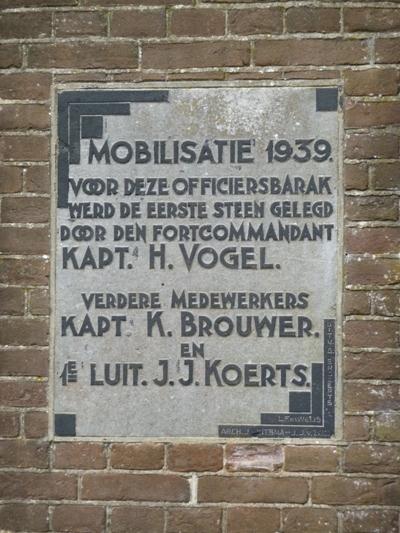 MOBILISATIE 1939.
VOOR DEZE OFFICIERSBARAK
WERD DE EERSTE STEEN GELEGD
DOOR DEN FORTCOMMANDANT
KAPT. H. VOGEL.
VERDERE MEDEWERKERS
KAPT. K. BROUWER.
EN
1E LUIT. J. J. KOERTS.
ARCH. J.